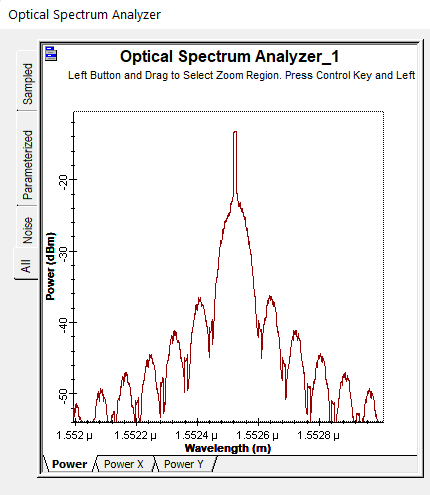 Optical Spectrum Analyzer
Optical Spectrum Analyzer_1
Left Button and Drag to Select Zoom Region. Press Control Key and Left
Sampled
Parameterized
Noise
All
Power (dBm)
-20
-30
-40
-50
1.552 µ 1.5522 µ 1.5524 µ 1.5526 µ 1.5528 µ
Wavelength (m)
Power Power X Power Y